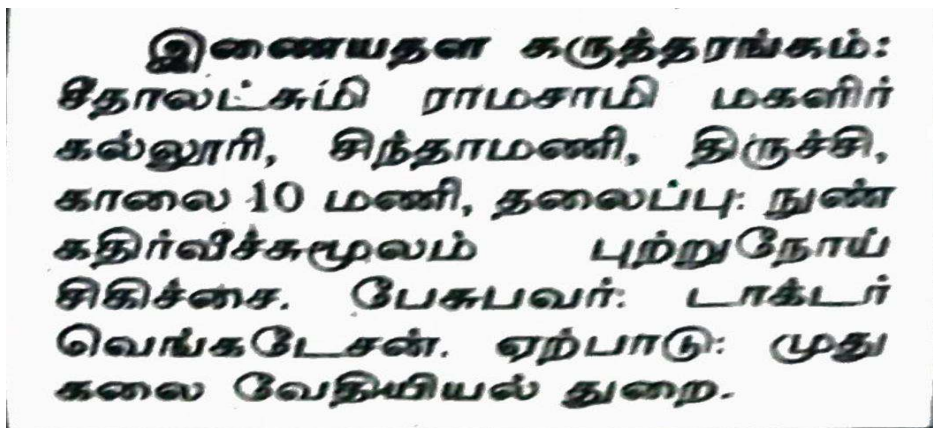 இணையதள கருத்தரங்கம்:
சீதாலட்சுமி ராமசாமி மகளிர்
கல்லூரி, சிந்தாமணி, திருச்சி,
காலை 10 மணி, தலைப்பு: நுண்
கதிர்வீச்சுமூலம் புற்றுநோய்
சிகிச்சை. பேசுபவர்: டாக்டர்
வெங்கடேசன். ஏற்பாடு: முது
கலை வேதியியல் துறை.